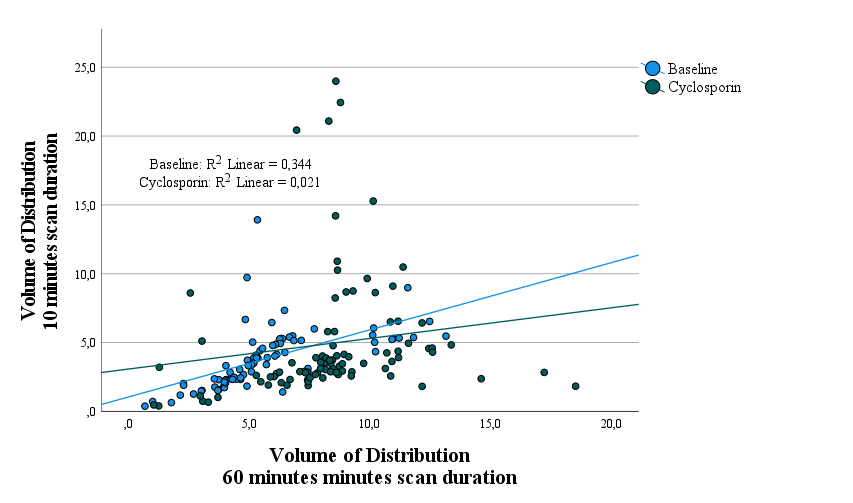 25,0
20,0
15,0
10,0
5,0
,0
Volume of Distribution
10 minutes scan duration
Baseline: R2 Linear = 0,344
Cyclosporin: R2 Linear = 0,021
Baseline
Cyclosporin
,0 5,0 10,0 15,0 20,0
Volume of Distribution
60 minutes minutes scan duration